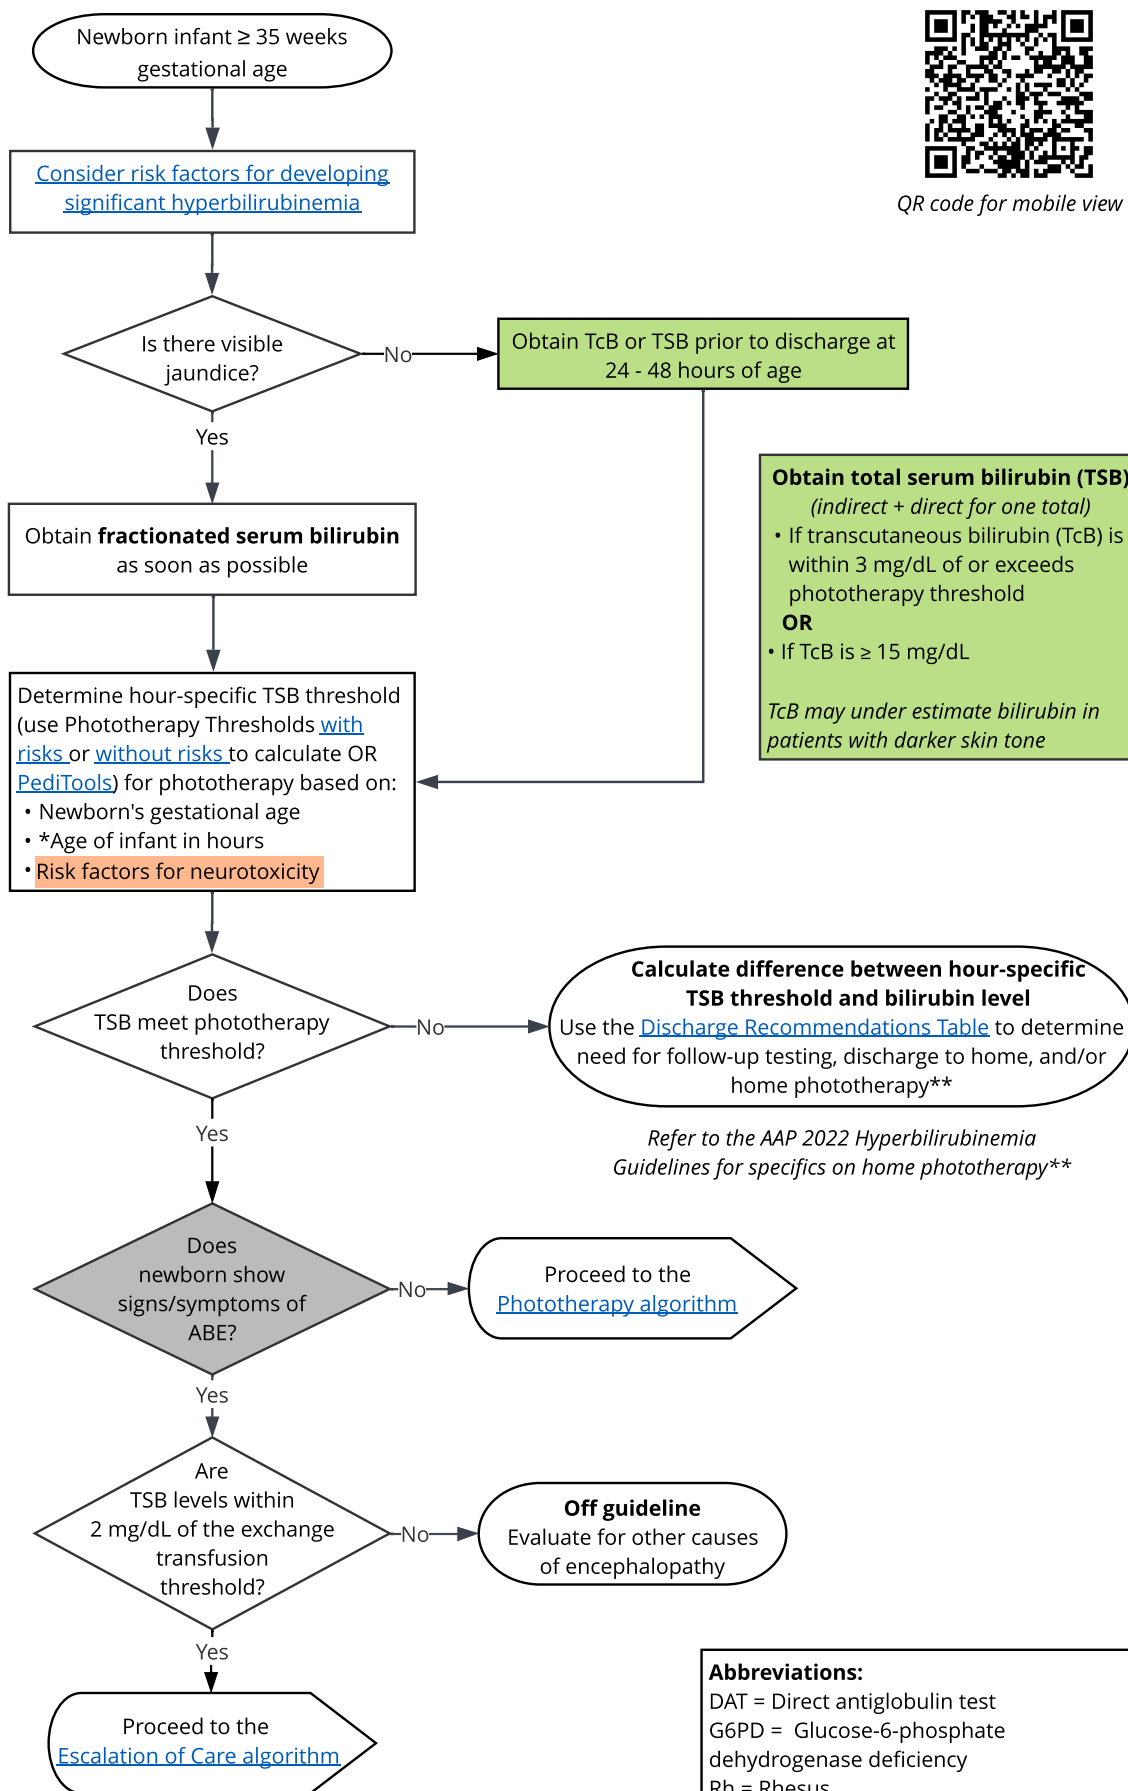 Newborn infant ≥ 35 weeks
gestational age
QR code for mobile view
Consider risk factors for developing
significant hyperbilirubinemia
Is there visible
jaundice?
No
Obtain TcB or TSB prior to discharge at
24 - 48 hours of age
Yes
Obtain fractionated serum bilirubin
as soon as possible
Obtain total serum bilirubin (TSB)
(indirect + direct for one total)
• If transcutaneous bilirubin (TcB) is
within 3 mg/dL of or exceeds
phototherapy threshold
OR
• If TcB is ≥ 15 mg/dL
TcB may under estimate bilirubin in
patients with darker skin tone
Determine hour-specific TSB threshold
(use Phototherapy Thresholds with
risks or without risks to calculate OR
PediTools) for phototherapy based on:
• Newborn's gestational age
• *Age of infant in hours
• Risk factors for neurotoxicity
Does
TSB meet phototherapy
threshold?
No
Calculate difference between hour-specific
TSB threshold and bilirubin level
Use the Discharge Recommendations Table to determine
need for follow-up testing, discharge to home, and/or
home phototherapy**
Refer to the AAP 2022 Hyperbilirubinemia
Guidelines for specifics on home phototherapy**
Yes
Does
newborn show
signs/symptoms of
ABE?
No
Proceed to the
Phototherapy algorithm
Yes
Are
TSB levels within
2 mg/dL of the exchange
transfusion
threshold?
No
Off guideline
Evaluate for other causes
of encephalopathy
Yes
Proceed to the
Escalation of Care algorithm
Abbreviations:
DAT = Direct antiglobulin test
G6PD = Glucose-6-phosphate
dehydrogenase deficiency
Rh = Rhesus